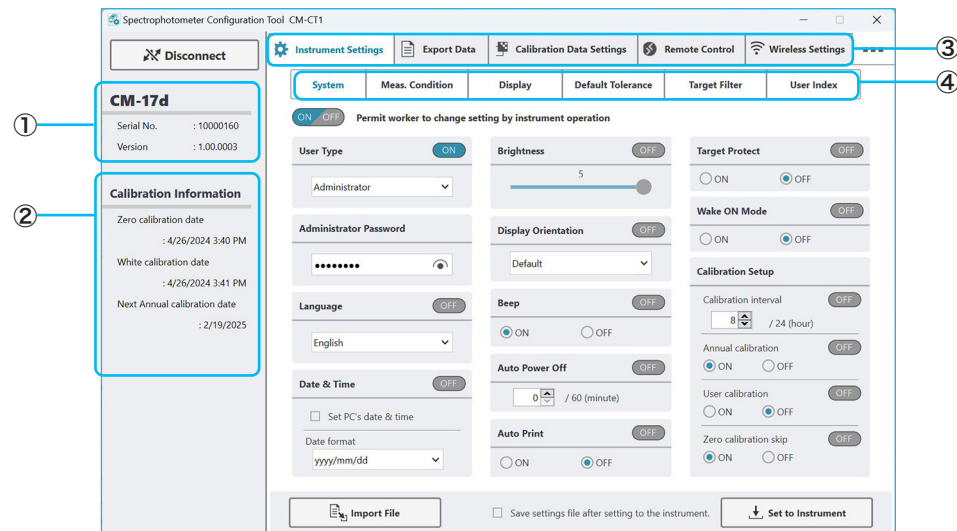 Spectrophotometer Configuration Tool CM-CT1
Disconnect
Instrument Settings
Export Data
Calibration Data Settings
Remote Control
Wireless Settings
③
System
Meas. Condition
Display
Default Tolerance
Target Filter
User Index
④
①
CM-17d
Serial No. : 10000160
Version : 1.00.0003
②
Calibration Information
Zero calibration date
: 4/26/2024 3:40 PM
White calibration date
: 4/26/2024 3:41 PM
Next Annual calibration date
: 2/19/2025
ON OFF Permit worker to change setting by instrument operation
User Type ON
Administrator
Administrator Password
Language OFF
English
Date & Time OFF
Set PC's date & time
Date format
yyyy/mm/dd
Brightness OFF
5
Display Orientation OFF
Default
Beep OFF
ON OFF
Auto Power Off OFF
0 / 60 (minute)
Auto Print OFF
ON OFF
Target Protect OFF
ON OFF
Wake ON Mode OFF
ON OFF
Calibration Setup
Calibration interval OFF
8 / 24 (hour)
Annual calibration OFF
ON OFF
User calibration OFF
ON OFF
Zero calibration skip OFF
ON OFF
Import File
Save settings file after setting to the instrument.
Set to Instrument